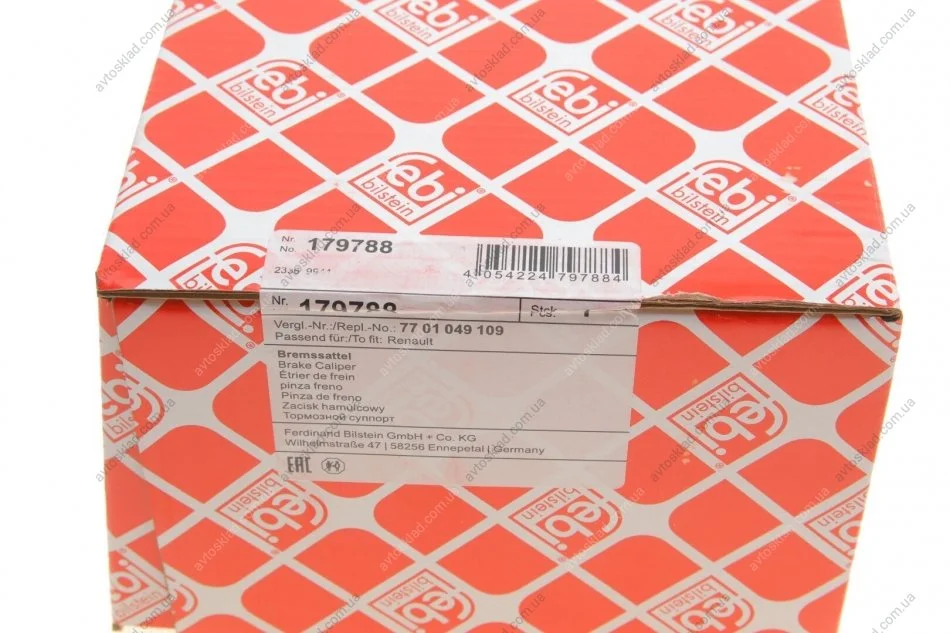 febi
bilstein
Nr.
No.
179788
4 054224 797884
Nr. 179788 Stck.
Vergl.-Nr.:/Repl.-No.: 77 01 049 109
Passend für:/To fit: Renault
Bremssattel
Brake Caliper
Étrier de frein
pinza freno
Pinza de freno
Zacisk hamulcowy
Тормозной суппорт
Ferdinand Bilstein GmbH + Co. KG
Wilhelmstraße 47 | 58256 Ennepetal | Germany
EAC
avtosklad.com.ua